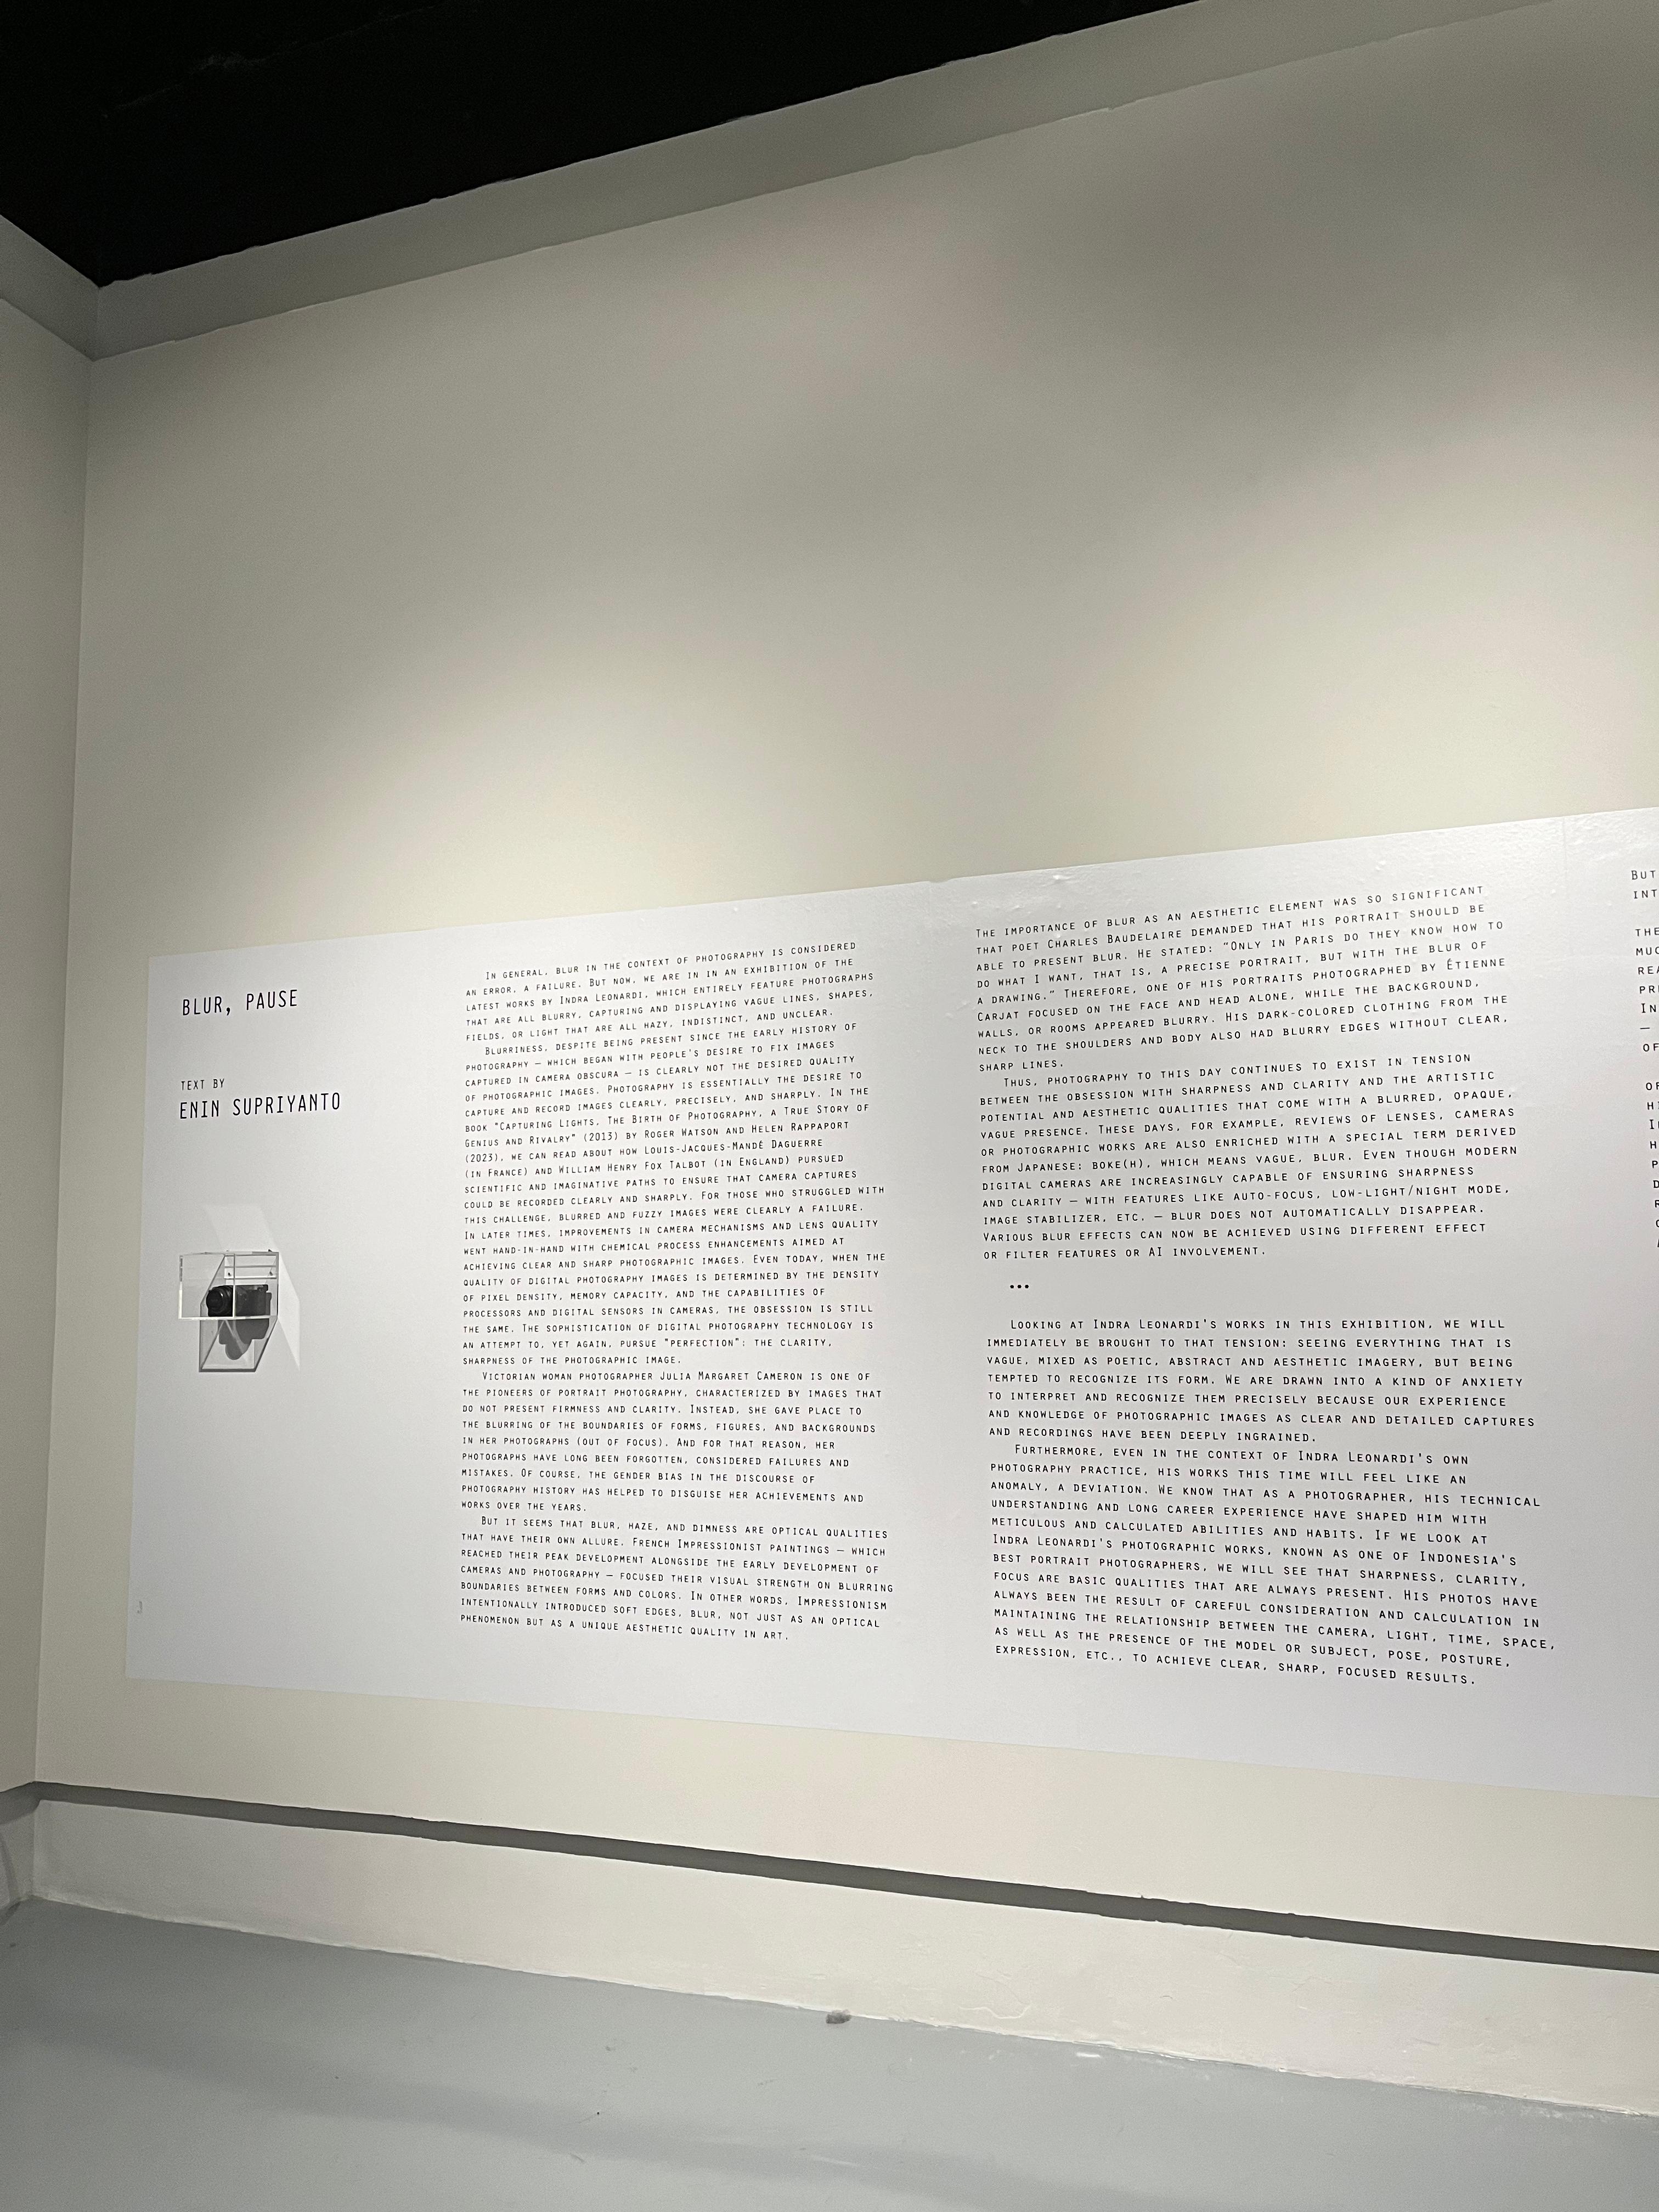 BLUR, PAUSE
TEXT BY
ENIN SUPRIYANTO
In general, blur in the context of photography is considered
an error, a failure. But now, we are in in an exhibition of the
latest works by Indra Leonardi, which entirely feature photographs
that are all blurry, capturing and displaying vague lines, shapes,
fields, or light that are all hazy, indistinct, and unclear.
Blurriness, despite being present since the early history of
photography — which began with people's desire to fix images
captured in camera obscura — is clearly not the desired quality
of photographic images. Photography is essentially the desire to
capture and record images clearly, precisely, and sharply. In the
book "Capturing Lights, The Birth of Photography, a True Story of
Genius and Rivalry" (2013) by Roger Watson and Helen Rappaport
(2023), we can read about how Louis-Jacques-Mandé Daguerre
(in France) and William Henry Fox Talbot (in England) pursued
scientific and imaginative paths to ensure that camera captures
could be recorded clearly and sharply. For those who struggled with
this challenge, blurred and fuzzy images were clearly a failure.
In later times, improvements in camera mechanisms and lens quality
went hand-in-hand with chemical process enhancements aimed at
achieving clear and sharp photographic images. Even today, when the
quality of digital photography images is determined by the density
of pixel density, memory capacity, and the capabilities of
processors and digital sensors in cameras, the obsession is still
the same. The sophistication of digital photography technology is
an attempt to, yet again, pursue "perfection": the clarity,
sharpness of the photographic image.
Victorian woman photographer Julia Margaret Cameron is one of
the pioneers of portrait photography, characterized by images that
do not present firmness and clarity. Instead, she gave place to
the blurring of the boundaries of forms, figures, and backgrounds
in her photographs (out of focus). And for that reason, her
photographs have long been forgotten, considered failures and
mistakes. Of course, the gender bias in the discourse of
photography history has helped to disguise her achievements and
works over the years.
But it seems that blur, haze, and dimness are optical qualities
that have their own allure. French Impressionist paintings — which
reached their peak development alongside the early development of
cameras and photography — focused their visual strength on blurring
boundaries between forms and colors. In other words, Impressionism
intentionally introduced soft edges, blur, not just as an optical
phenomenon but as a unique aesthetic quality in art.
The importance of blur as an aesthetic element was so significant
that poet Charles Baudelaire demanded that his portrait should be
able to present blur. He stated: "Only in Paris do they know how to
do what I want, that is, a precise portrait, but with the blur of
a drawing." Therefore, one of his portraits photographed by Étienne
Carjat focused on the face and head alone, while the background,
walls, or rooms appeared blurry. His dark-colored clothing from the
neck to the shoulders and body also had blurry edges without clear,
sharp lines.
Thus, photography to this day continues to exist in tension
between the obsession with sharpness and clarity and the artistic
potential and aesthetic qualities that come with a blurred, opaque,
vague presence. These days, for example, reviews of lenses, cameras
or photographic works are also enriched with a special term derived
from Japanese: boke(h), which means vague, blur. Even though modern
digital cameras are increasingly capable of ensuring sharpness
and clarity — with features like auto-focus, low-light/night mode,
image stabilizer, etc. — blur does not automatically disappear.
Various blur effects can now be achieved using different effect
or filter features or AI involvement.
•••
Looking at Indra Leonardi's works in this exhibition, we will
immediately be brought to that tension: seeing everything that is
vague, mixed as poetic, abstract and aesthetic imagery, but being
tempted to recognize its form. We are drawn into a kind of anxiety
to interpret and recognize them precisely because our experience
and knowledge of photographic images as clear and detailed captures
and recordings have been deeply ingrained.
Furthermore, even in the context of Indra Leonardi's own
photography practice, his works this time will feel like an
anomaly, a deviation. We know that as a photographer, his technical
understanding and long career experience have shaped him with
meticulous and calculated abilities and habits. If we look at
Indra Leonardi's photographic works, known as one of Indonesia's
best portrait photographers, we will see that sharpness, clarity,
focus are basic qualities that are always present. His photos have
always been the result of careful consideration and calculation in
maintaining the relationship between the camera, light, time, space,
as well as the presence of the model or subject, pose, posture,
expression, etc., to achieve clear, sharp, focused results.
But